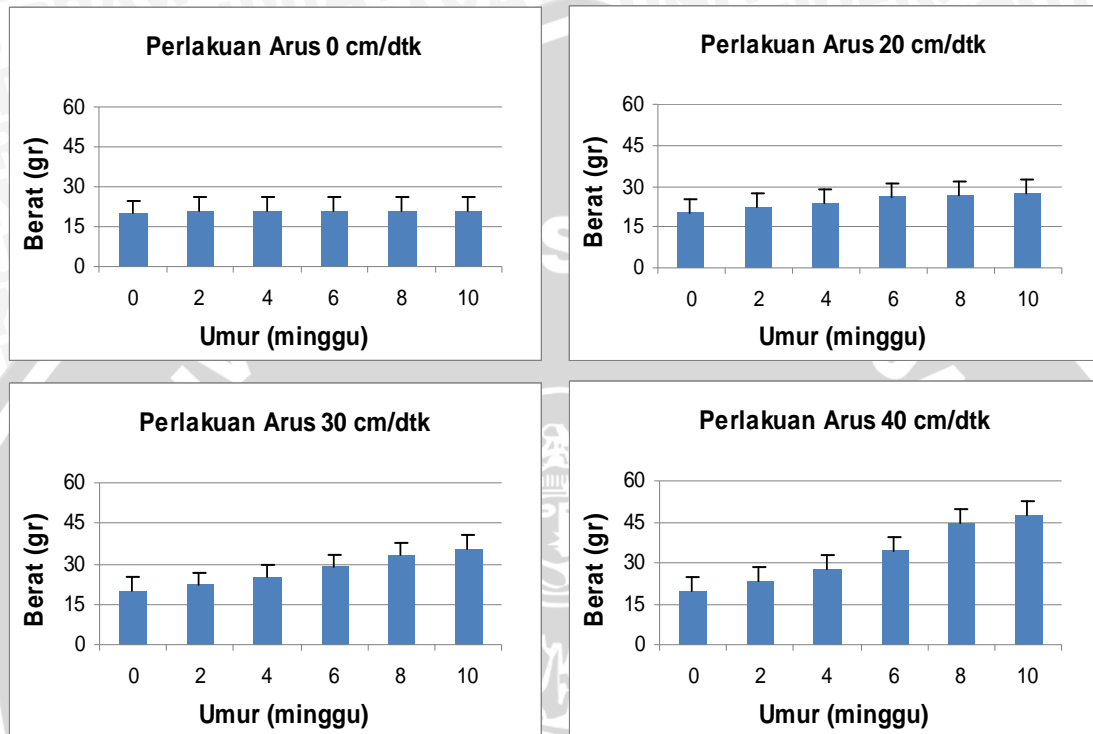 Perlakuan Arus 0 cm/dtk
Berat (gr)
60
45
30
15
0
0 2 4 6 8 10
Umur (minggu)
Perlakuan Arus 20 cm/dtk
Berat (gr)
60
45
30
15
0
0 2 4 6 8 10
Umur (minggu)
Perlakuan Arus 30 cm/dtk
Berat (gr)
60
45
30
15
0
0 2 4 6 8 10
Umur (minggu)
Perlakuan Arus 40 cm/dtk
Berat (gr)
60
45
30
15
0
0 2 4 6 8 10
Umur (minggu)